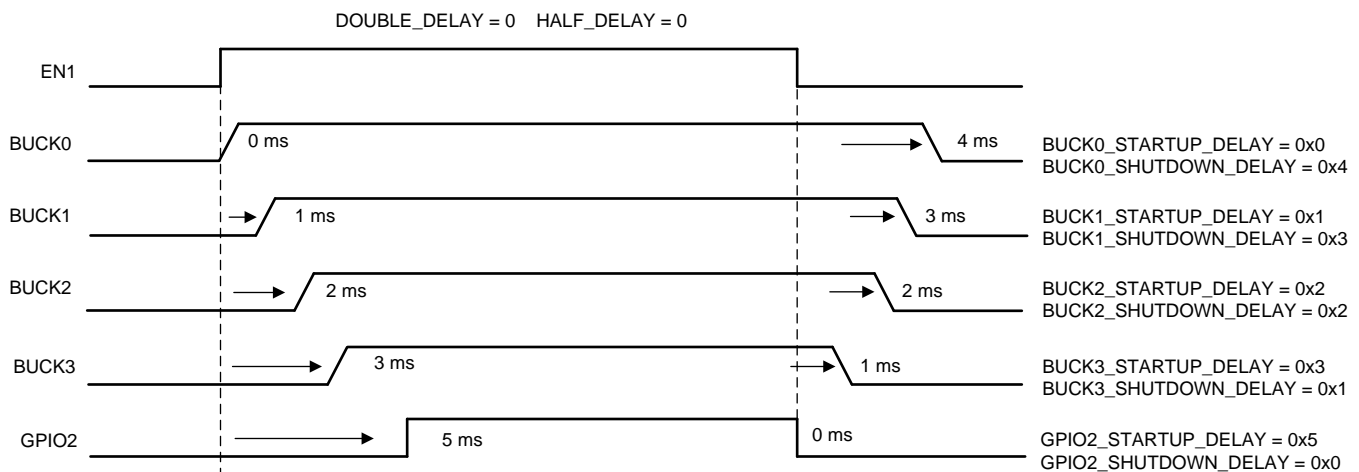 DOUBLE_DELAY = 0 HALF_DELAY = 0
EN1
BUCK0
0 ms
4 ms
BUCK0_STARTUP_DELAY = 0x0
BUCK0_SHUTDOWN_DELAY = 0x4
BUCK1
1 ms
3 ms
BUCK1_STARTUP_DELAY = 0x1
BUCK1_SHUTDOWN_DELAY = 0x3
BUCK2
2 ms
2 ms
BUCK2_STARTUP_DELAY = 0x2
BUCK2_SHUTDOWN_DELAY = 0x2
BUCK3
3 ms
1 ms
BUCK3_STARTUP_DELAY = 0x3
BUCK3_SHUTDOWN_DELAY = 0x1
GPIO2
5 ms
0 ms
GPIO2_STARTUP_DELAY = 0x5
GPIO2_SHUTDOWN_DELAY = 0x0